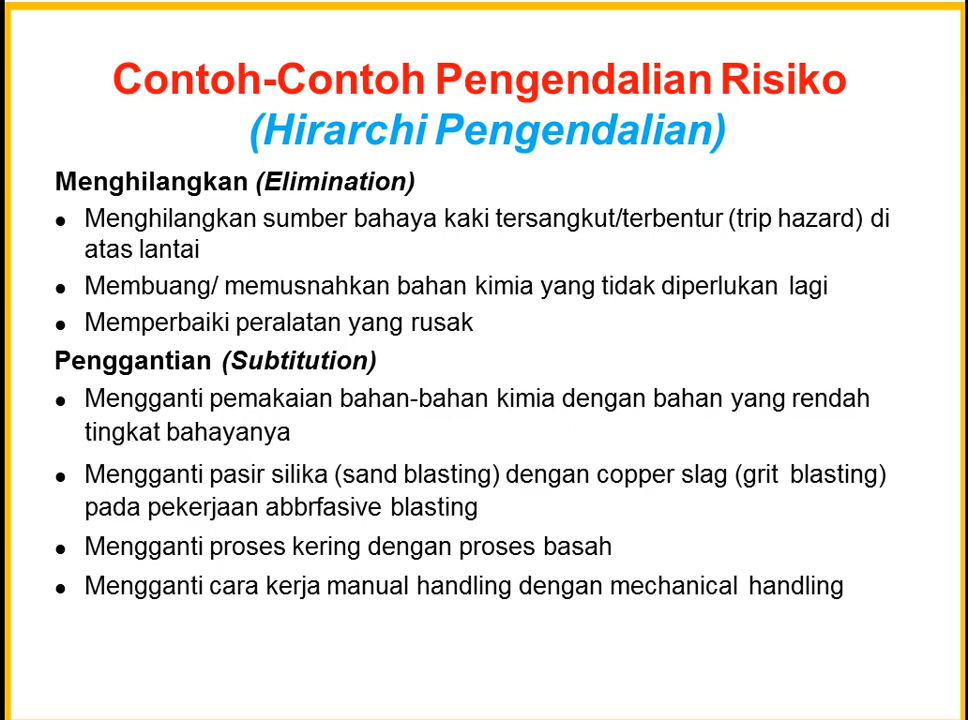 Contoh-Contoh Pengendalian Risiko
(Hirarchi Pengendalian)
Menghilangkan (Elimination)
● Menghilangkan sumber bahaya kaki tersangkut/terbentur (trip hazard) di
atas lantai
● Membuang/ memusnahkan bahan kimia yang tidak diperlukan lagi
● Memperbaiki peralatan yang rusak
Penggantian (Subtitution)
● Mengganti pemakaian bahan-bahan kimia dengan bahan yang rendah
tingkat bahayanya
● Mengganti pasir silika (sand blasting) dengan copper slag (grit blasting)
pada pekerjaan abbrfasive blasting
● Mengganti proses kering dengan proses basah
● Mengganti cara kerja manual handling dengan mechanical handling